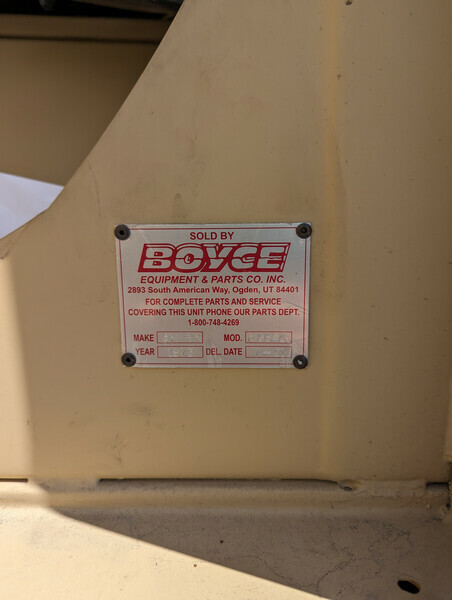 SOLD BY
BOYCE
EQUIPMENT & PARTS CO. INC.
2893 South American Way, Ogden, UT 84401
FOR COMPLETE PARTS AND SERVICE
COVERING THIS UNIT PHONE OUR PARTS DEPT.
1-800-748-4269
MAKE MOD.
YEAR DEL. DATE